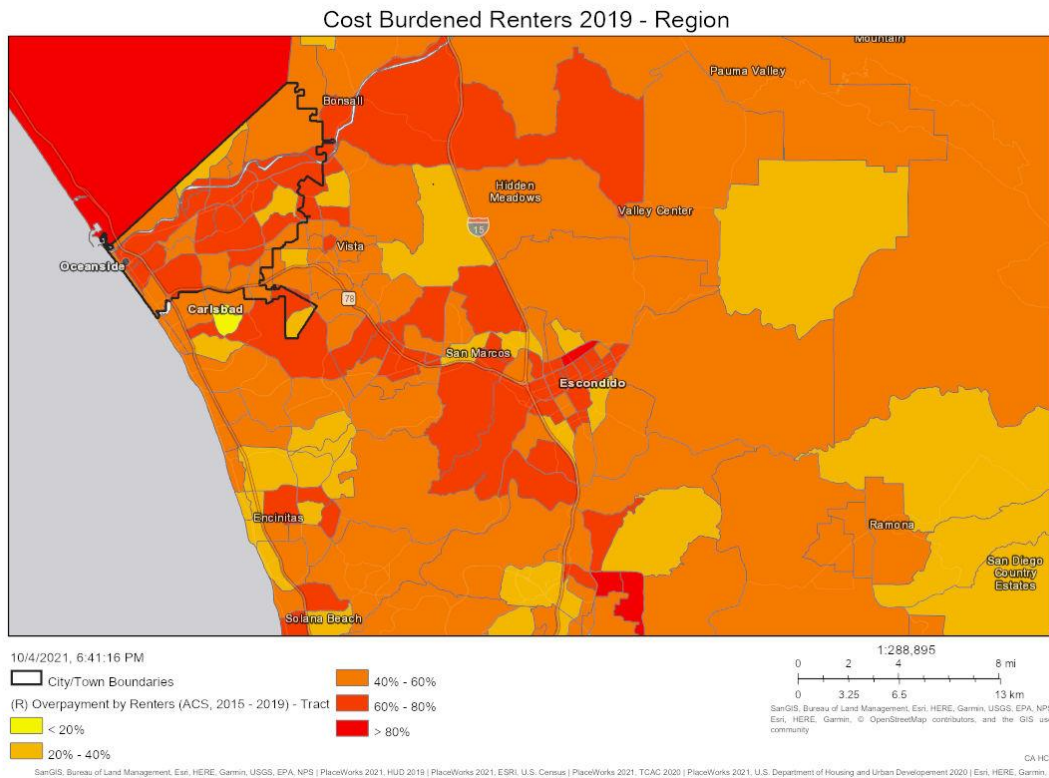 Cost Burdened Renters 2019 - Region
Mountain
Pauma Valley
Bonsall
Hidden
Meadows
Valley Center
15
Vista
Oceanside
78
Carlsbad
San Marcos
Escondido
Encinitas
Ramona
San Diego
Country
Estates
Solana Beach
10/4/2021, 6:41:16 PM
City/Town Boundaries
(R) Overpayment by Renters (ACS, 2015 - 2019) - Tract
< 20%
20% - 40%
40% - 60%
60% - 80%
> 80%
1:288,895
0 2 4 8 mi
0 3.25 6.5 13 km
SanGIS, Bureau of Land Management, Esri, HERE, Garmin, USGS, EPA, NPS
Esri, HERE, Garmin, © OpenStreetMap contributors, and the GIS use
community
CA HC
SanGIS, Bureau of Land Management, Esri, HERE, Garmin, USGS, EPA, NPS | PlaceWorks 2021, HUD 2019 | PlaceWorks 2021, ESRI, U.S. Census | PlaceWorks 2021, TCAC 2020 | PlaceWorks 2021, U.S. Department of Housing and Urban Developement 2020 | Esri, HERE, Garmin,